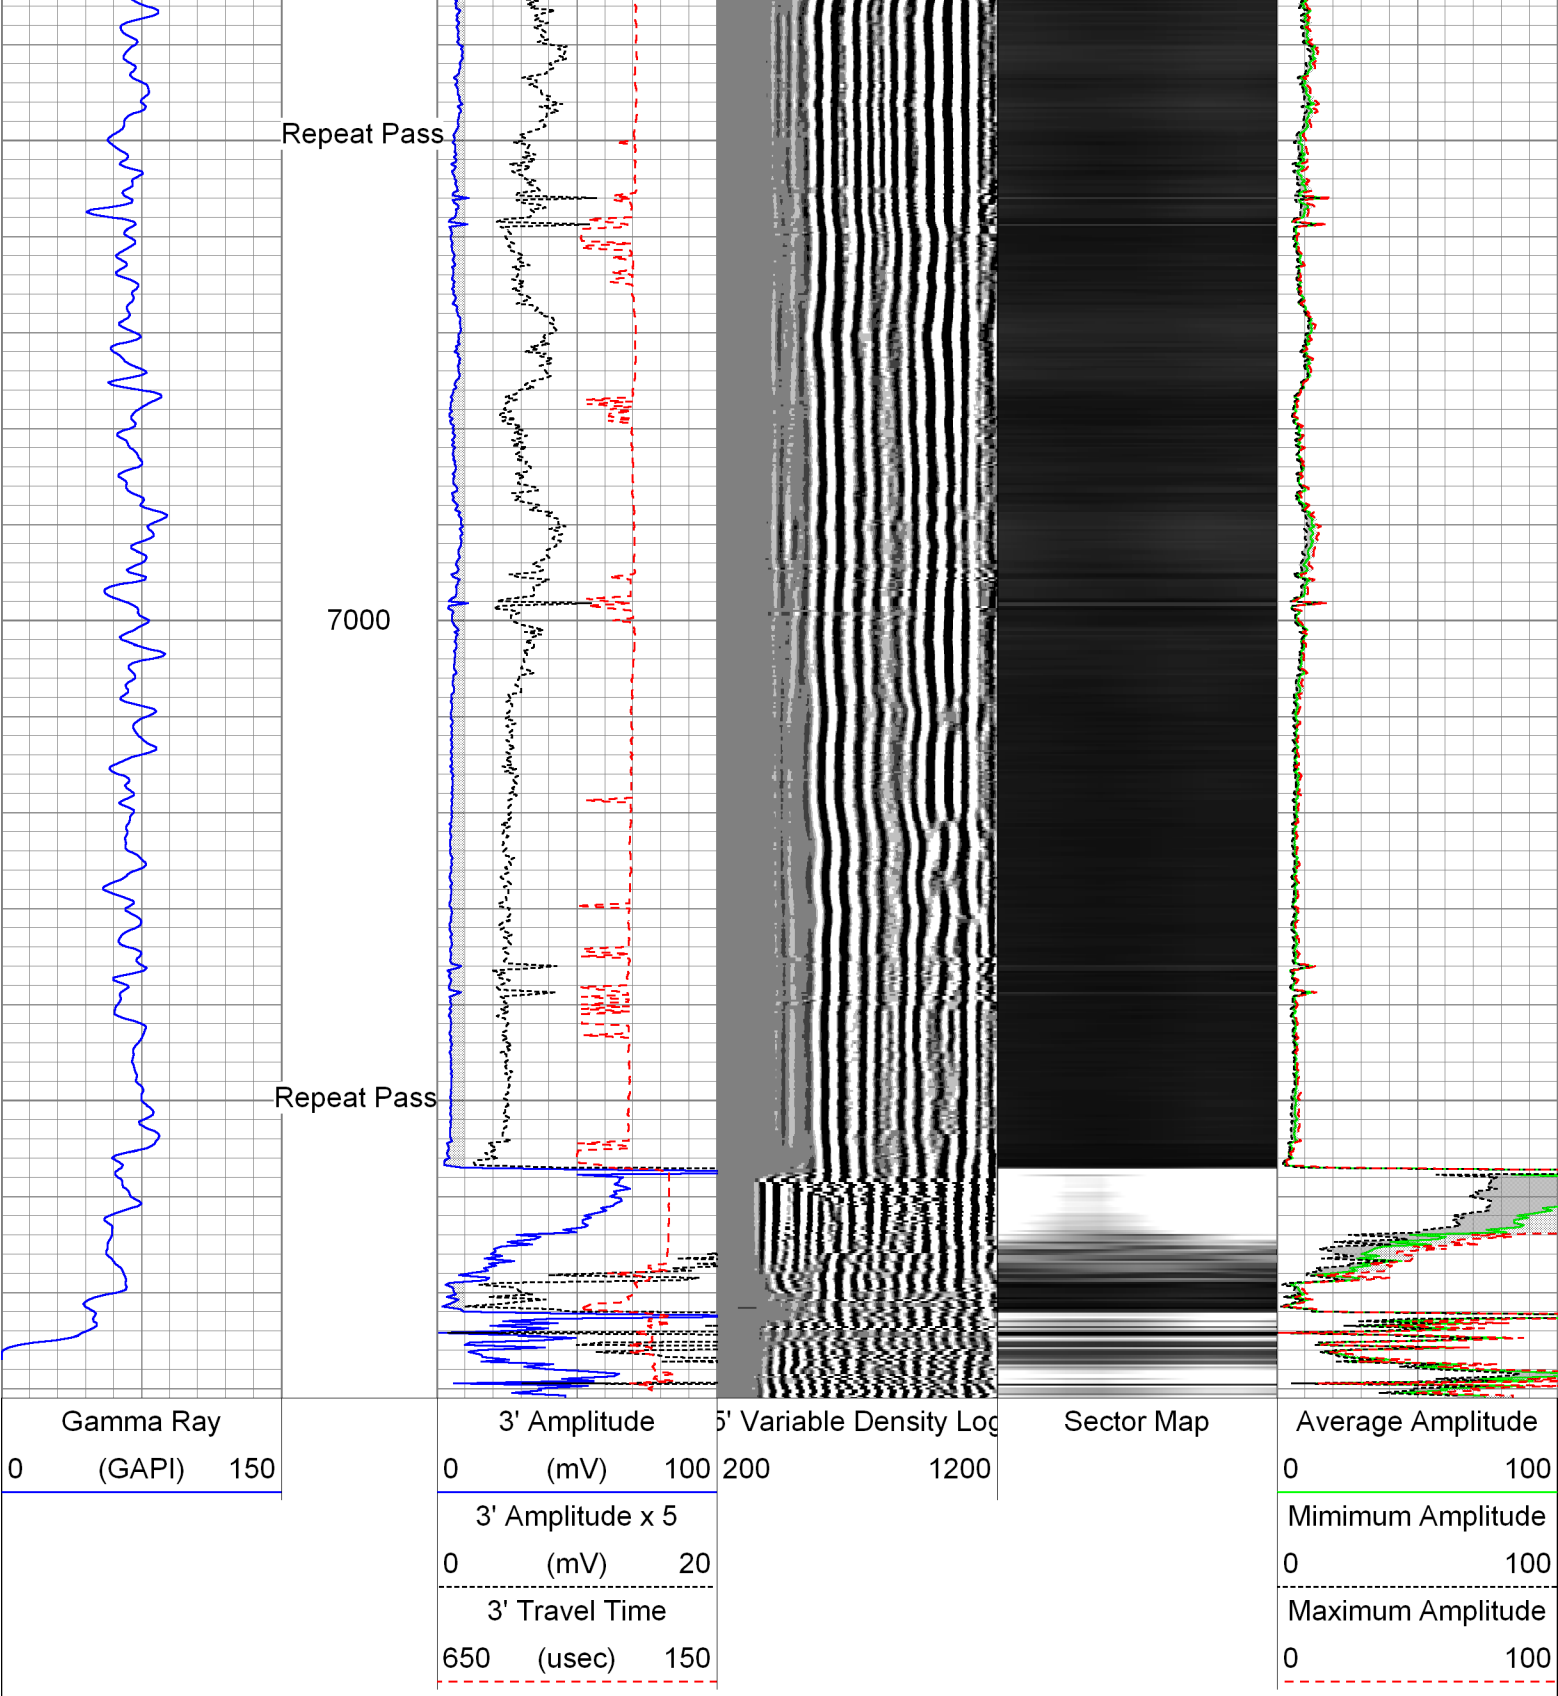 Repeat Pass
7000
Repeat Pass
Gamma Ray
0 (GAPI) 150
3' Amplitude
0 (mV) 100
3' Amplitude x 5
0 (mV) 20
3' Travel Time
650 (usec) 150
5' Variable Density Log
200 1200
Sector Map
Average Amplitude
0 100
Mimimum Amplitude
0 100
Maximum Amplitude
0 100